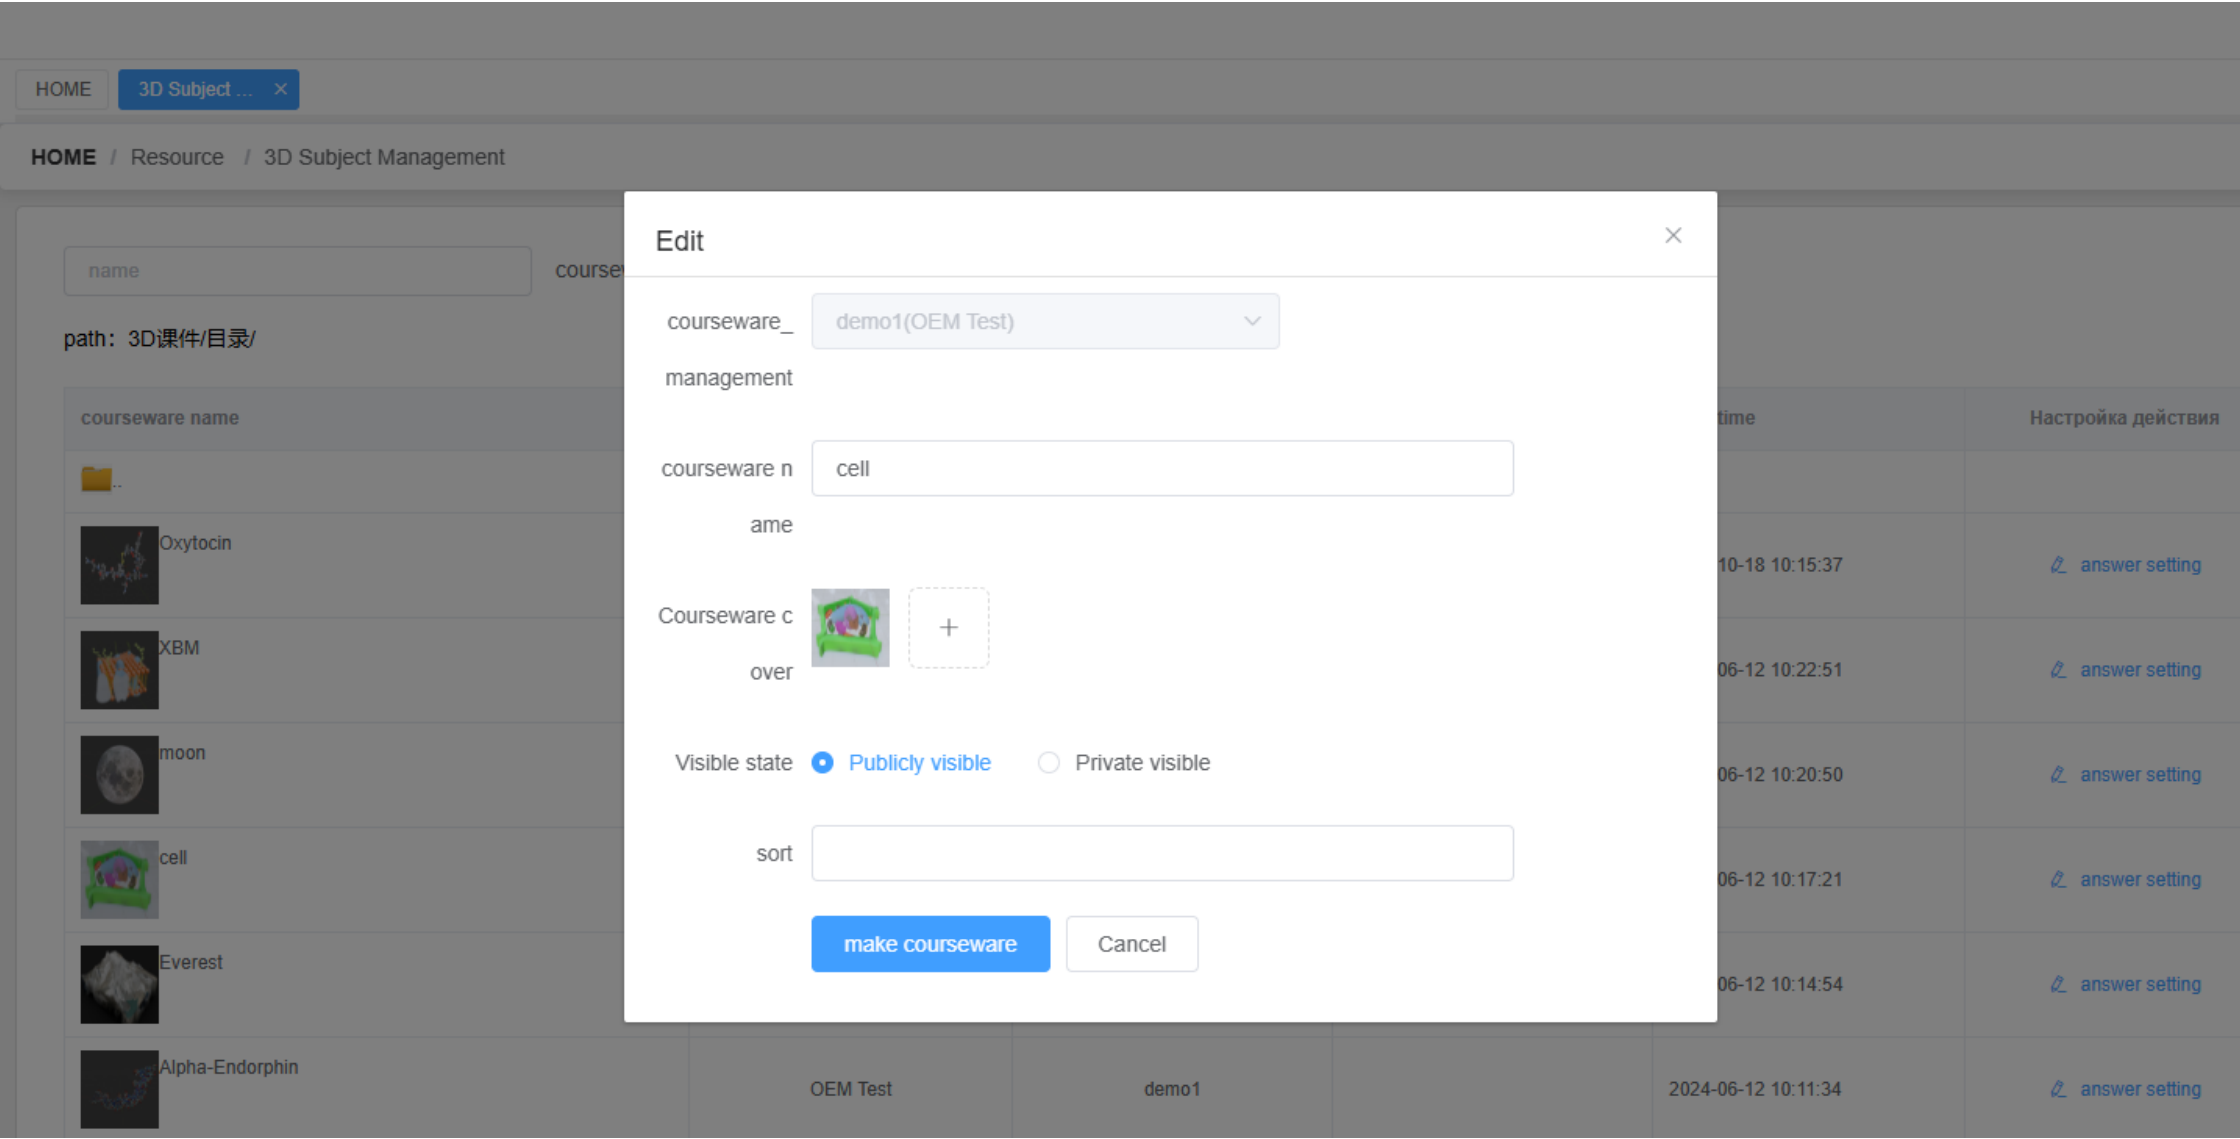 HOME
3D Subject ...
HOME / Resource / 3D Subject Management
Edit
name
course
courseware_
management
demo1(OEM Test)
path：3D课件/目录/
courseware name
time
Настройка действия
courseware n
ame
cell
..
Oxytocin
10-18 10:15:37
answer setting
Courseware c
over
XBM
06-12 10:22:51
answer setting
moon
Visible state
Publicly visible
Private visible
06-12 10:20:50
answer setting
cell
sort
06-12 10:17:21
answer setting
make courseware
Cancel
Everest
06-12 10:14:54
answer setting
Alpha-Endorphin
OEM Test
demo1
2024-06-12 10:11:34
answer setting